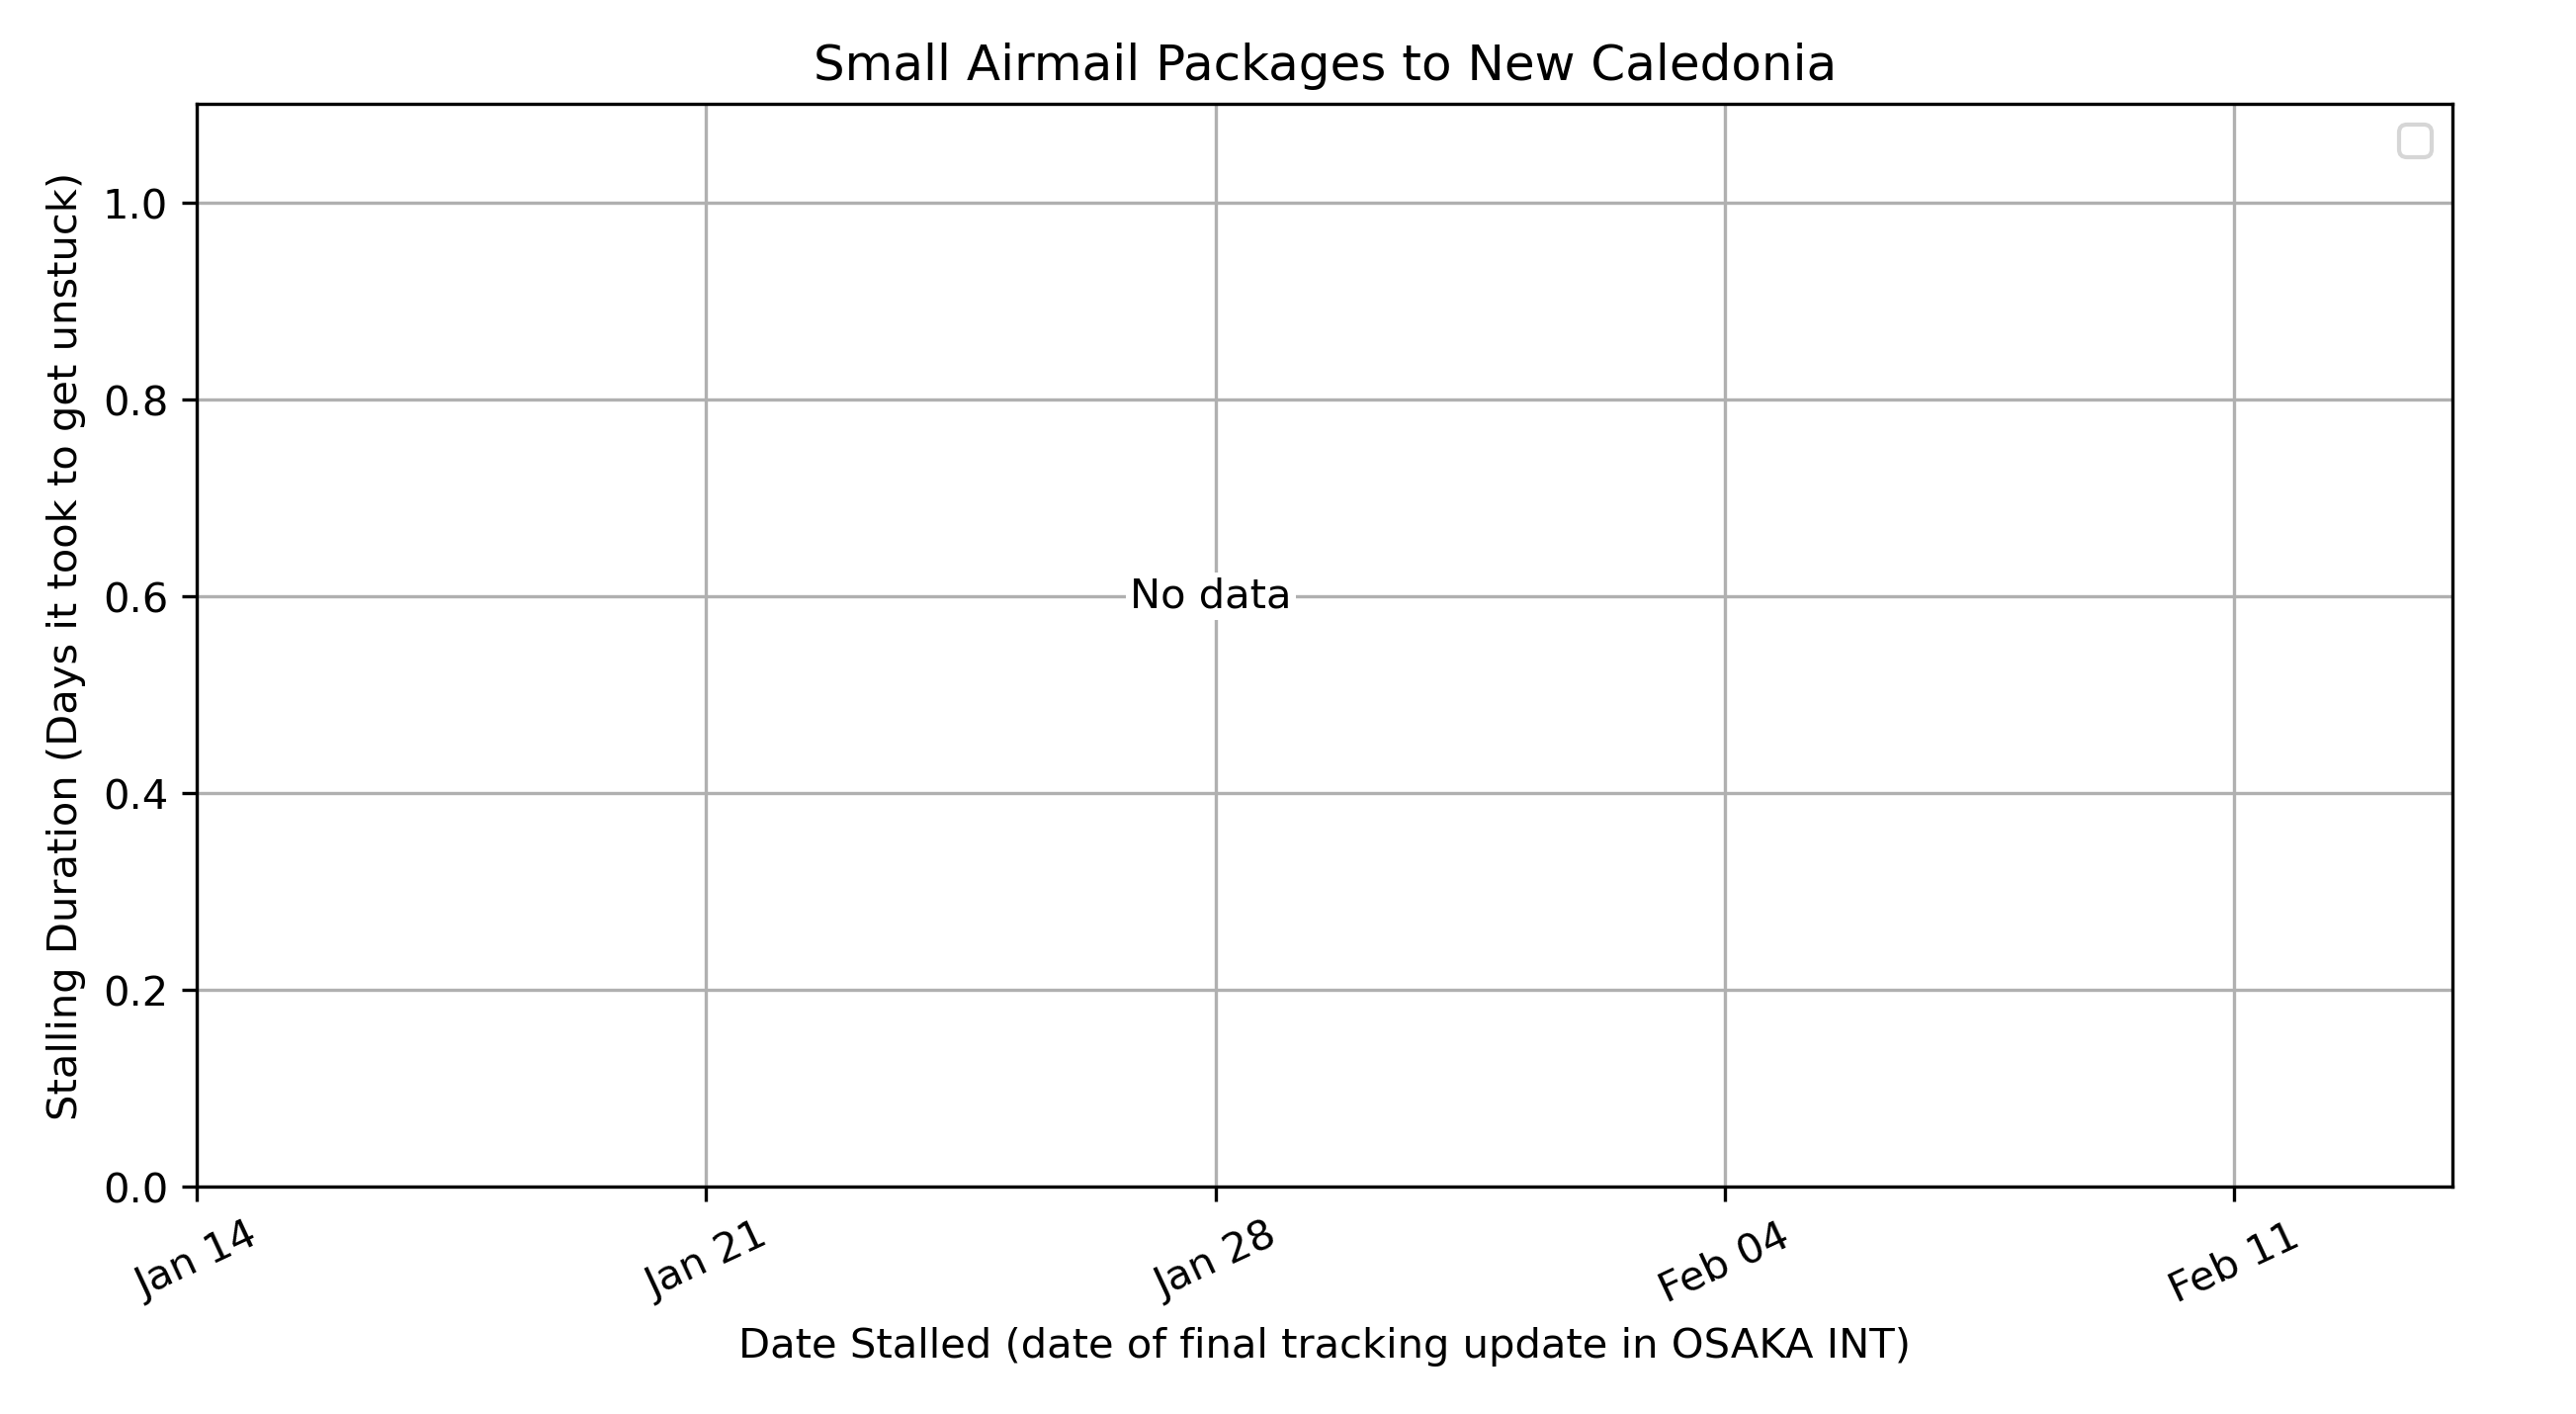 Small Airmail Packages to New Caledonia
Stalling Duration (Days it took to get unstuck)
1.0
0.8
0.6
0.4
0.2
0.0
No data
Jan 14
Jan 21
Jan 28
Feb 04
Feb 11
Date Stalled (date of final tracking update in OSAKA INT)